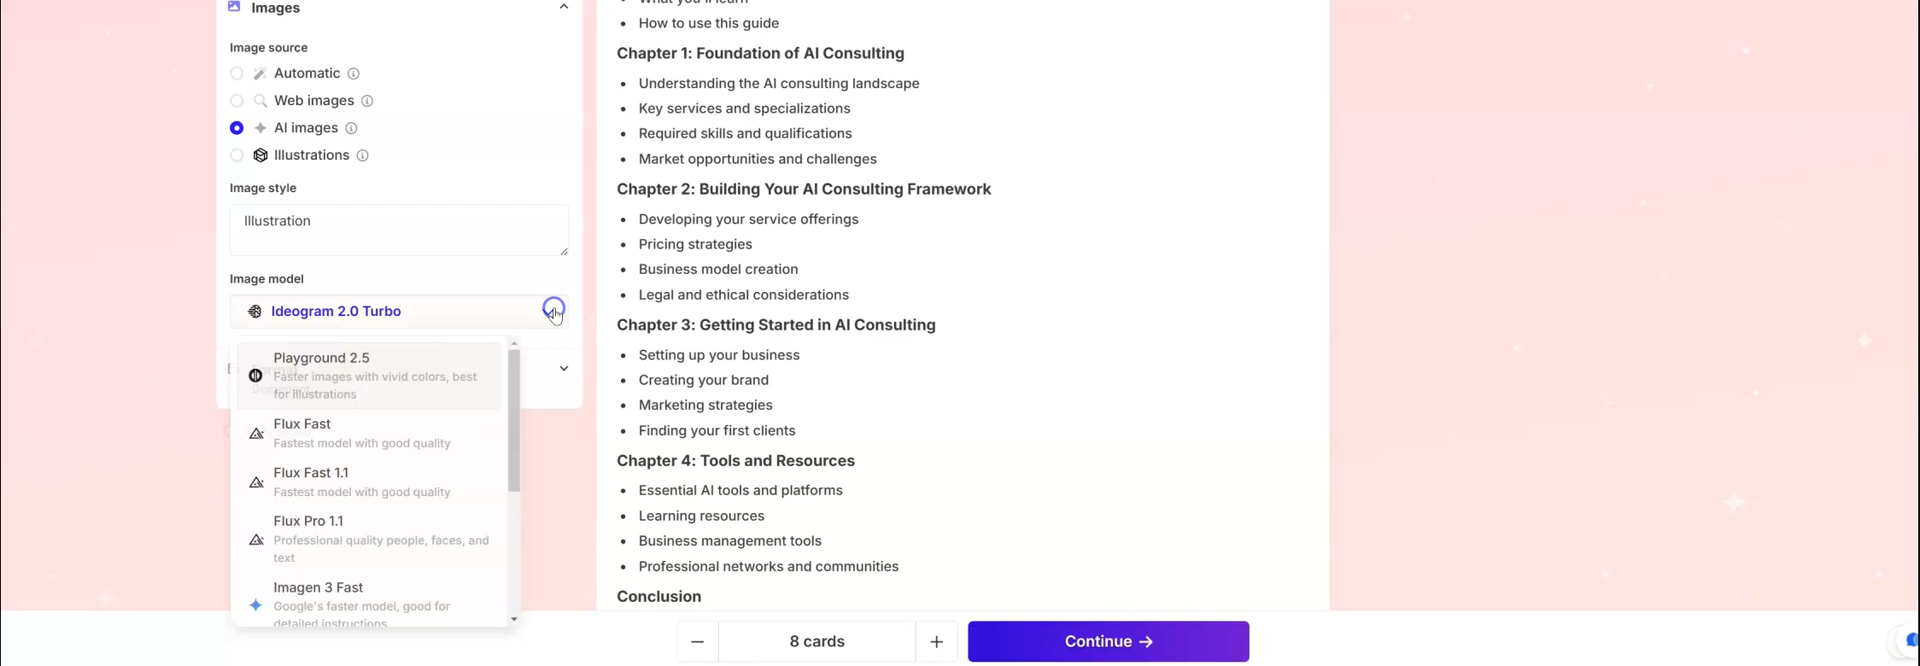 Images
Image source
Automatic
Web images
AI images
Illustrations
Image style
Illustration
Image model
Ideogram 2.0 Turbo
Playground 2.5
Faster images with vivid colors, best
for Illustrations
Flux Fast
Fastest model with good quality
Flux Fast 1.1
Fastest model with good quality
Flux Pro 1.1
Professional quality people, faces, and
text
Imagen 3 Fast
Google's faster model, good for
detailed instructions
What you'll learn
• How to use this guide
Chapter 1: Foundation of AI Consulting
• Understanding the AI consulting landscape
• Key services and specializations
• Required skills and qualifications
• Market opportunities and challenges
Chapter 2: Building Your AI Consulting Framework
• Developing your service offerings
• Pricing strategies
• Business model creation
• Legal and ethical considerations
Chapter 3: Getting Started in AI Consulting
• Setting up your business
• Creating your brand
• Marketing strategies
• Finding your first clients
Chapter 4: Tools and Resources
• Essential AI tools and platforms
• Learning resources
• Business management tools
• Professional networks and communities
Conclusion
8 cards
Continue →